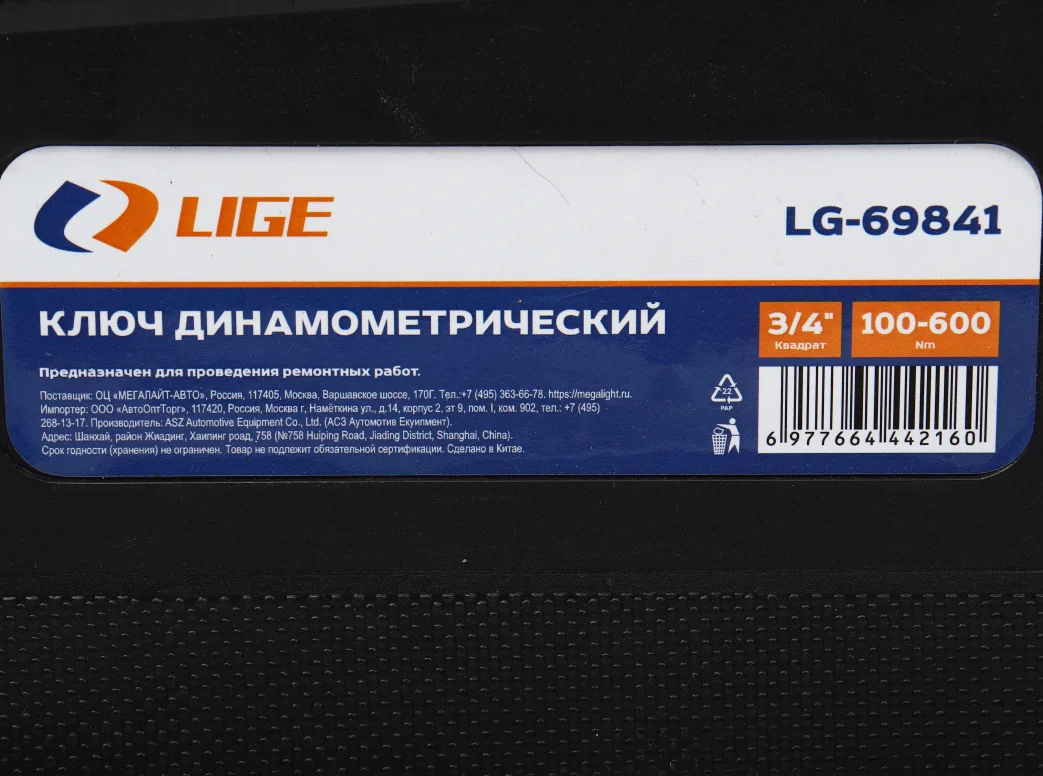 LIGE
LG-69841
КЛЮЧ ДИНАМОМЕТРИЧЕСКИЙ
3/4"
Квадрат
100-600
Nm
Предназначен для проведения ремонтных работ.
Поставщик: ОЦ «МЕГАЛАЙТ-АВТО», Россия, 117405, Москва, Варшавское шоссе, 170Г. Тел.:+7 (495) 363-66-78. https://megalight.ru.
Импортер: ООО «АвтоОптТорг», 117420, Россия, Москва г, Намёткина ул., д.14, корпус 2, эт 9, пом. I, ком. 902, тел.: +7 (495)
268-13-17. Производитель: ASZ Automotive Equipment Co., Ltd. (АСЗ Аутомотив Екуипмент).
Адрес: Шанхай, район Жиадинг, Хаипинг роад, 758 (№758 Huiping Road, Jiading District, Shanghai, China).
Срок годности (хранения) не ограничен. Товар не подлежит обязательной сертификации. Сделано в Китае.
22
PAP
6 977664 442160